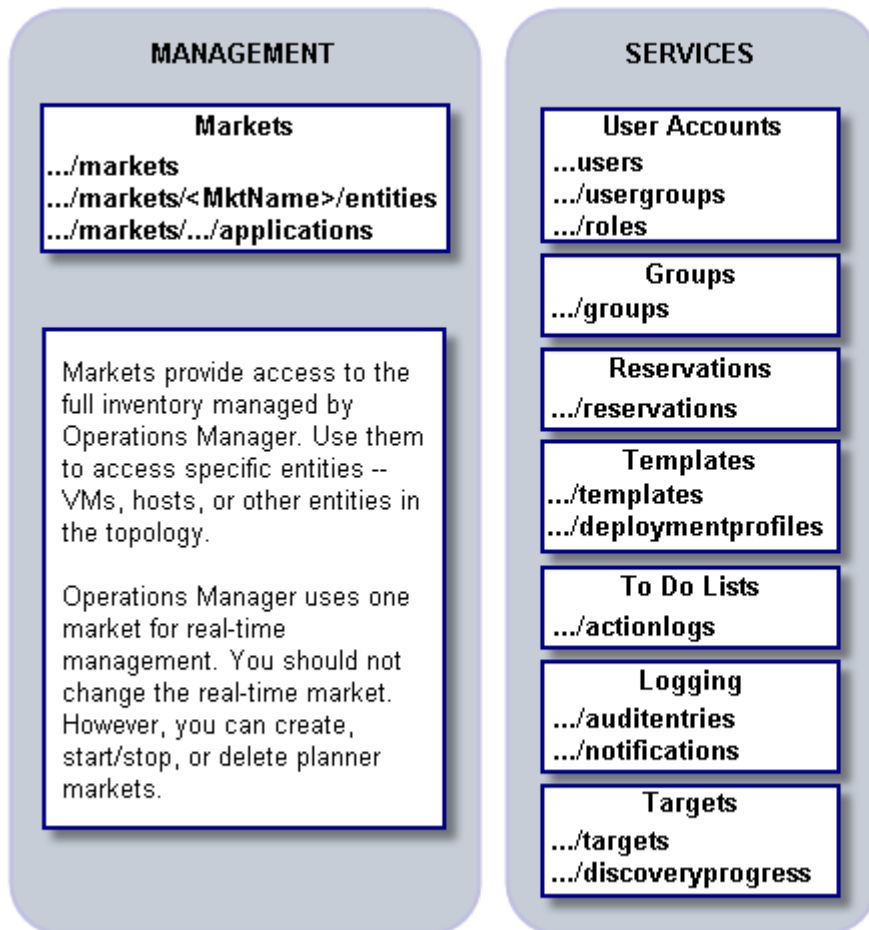 MANAGEMENT
Markets
.../markets
.../markets/<MktName>/entities
.../markets/.../applications
Markets provide access to the
full inventory managed by
Operations Manager. Use them
to access specific entities --
VMs, hosts, or other entities in
the topology.
Operations Manager uses one
market for real-time
management. You should not
change the real-time market.
However, you can create,
start/stop, or delete planner
markets.
SERVICES
User Accounts
...users
.../usergroups
.../roles
Groups
.../groups
Reservations
.../reservations
Templates
.../templates
.../deploymentprofiles
To Do Lists
.../actionlogs
Logging
.../auditentries
.../notifications
Targets
.../targets
.../discoveryprogress